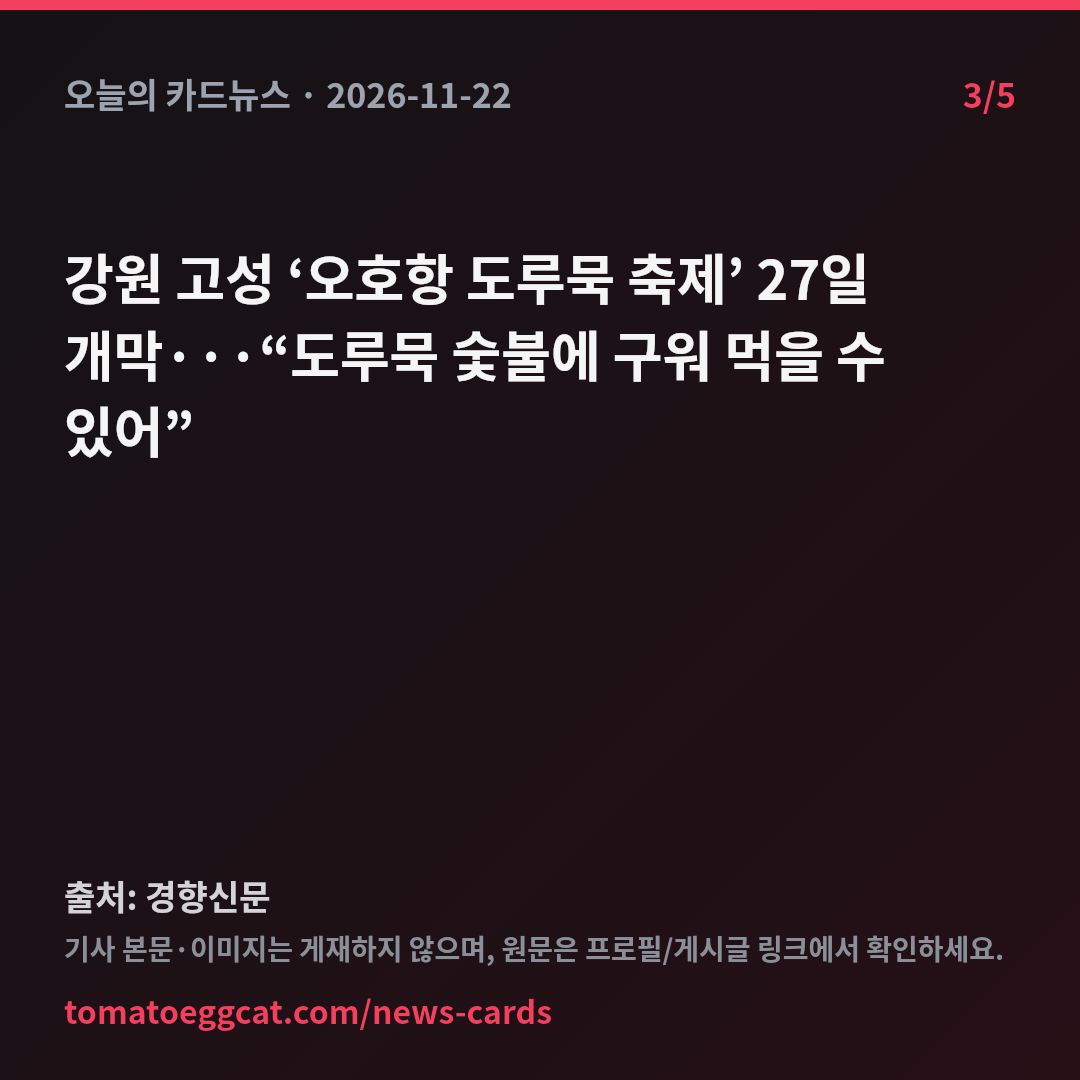 오늘의 카드뉴스 · 2026-11-22
3/5
강원 고성 ‘오호항 도루묵 축제’ 27일
개막···“도루묵 숯불에 구워 먹을 수
있어”
출처: 경향신문
기사 본문·이미지는 게재하지 않으며, 원문은 프로필/게시글 링크에서 확인하세요.
tomatoeggcat.com/news-cards